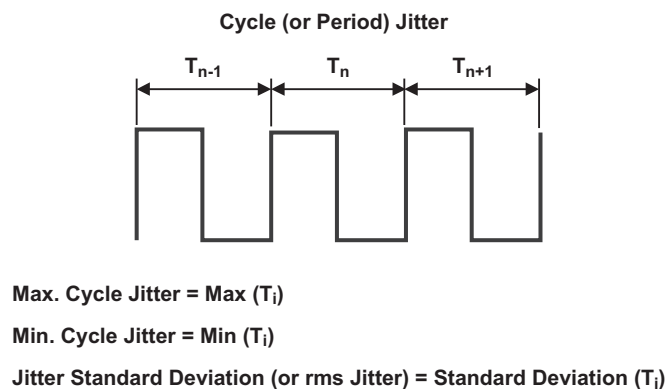 Cycle (or Period) Jitter
Tn-1 Tn Tn+1
Max. Cycle Jitter = Max (Ti)
Min. Cycle Jitter = Min (Ti)
Jitter Standard Deviation (or rms Jitter) = Standard Deviation (Ti)